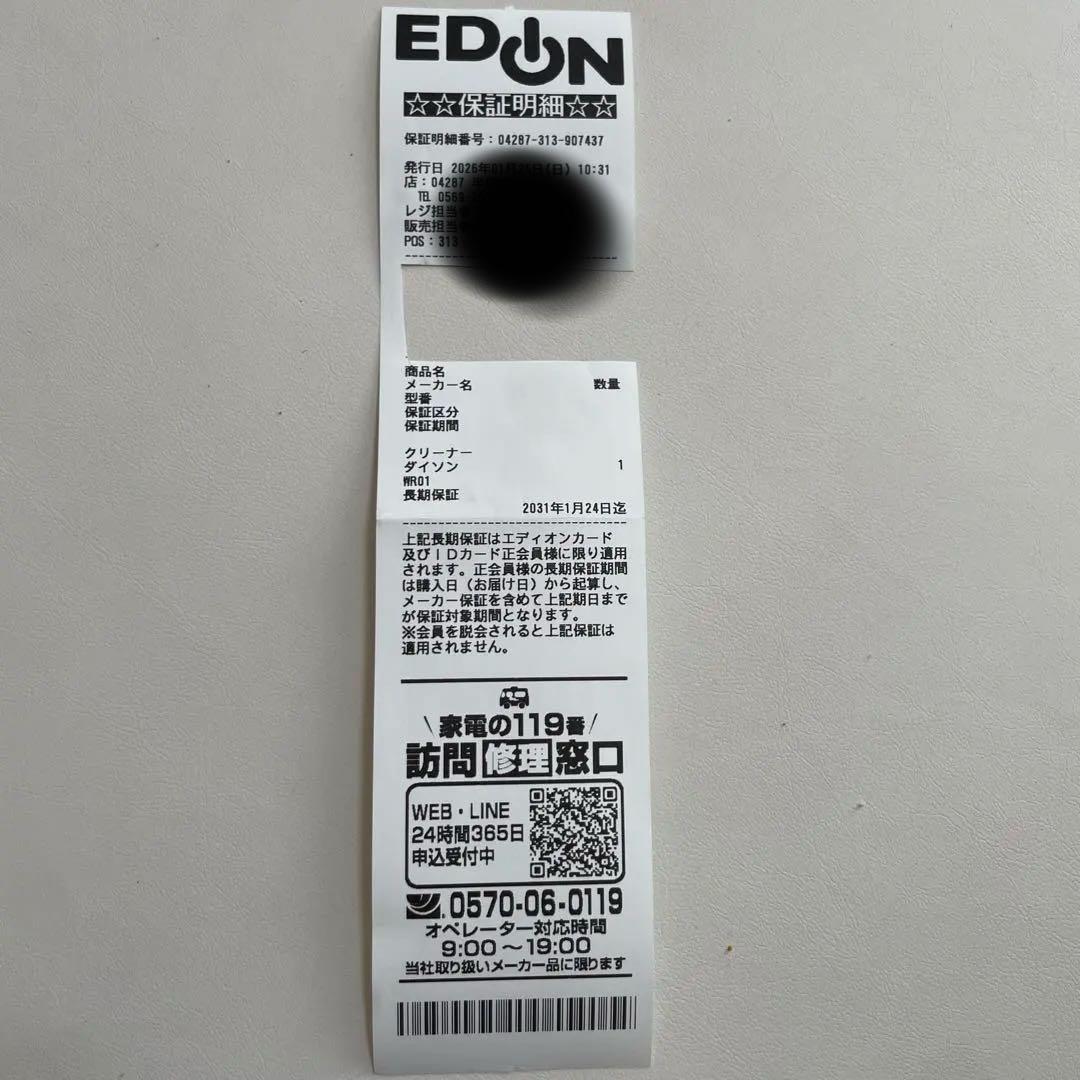 EDION
☆☆保証明細☆☆
保証明細番号:04287-313-907437
発行日 2026年01月25日(日) 10:31
店:04287
TEL 0569
レジ担当
販売担当
POS:313
商品名
メーカー名 数量
型番
保証区分
保証期間
クリーナー
ダイソン 1
WR01
長期保証
2031年1月24日迄
上記長期保証はエディオンカード
及びIDカード正会員様に限り適用
されます。正会員様の長期保証期間
は購入日(お届け日)から起算し、
メーカー保証を含めて上記期日まで
が保証対象期間となります。
※会員を脱会されると上記保証は
適用されません。
\家電の119番/
訪問修理窓口
WEB・LINE
24時間365日
申込受付中
0570-06-0119
オペレーター対応時間
9:00~19:00
当社取り扱いメーカー品に限ります